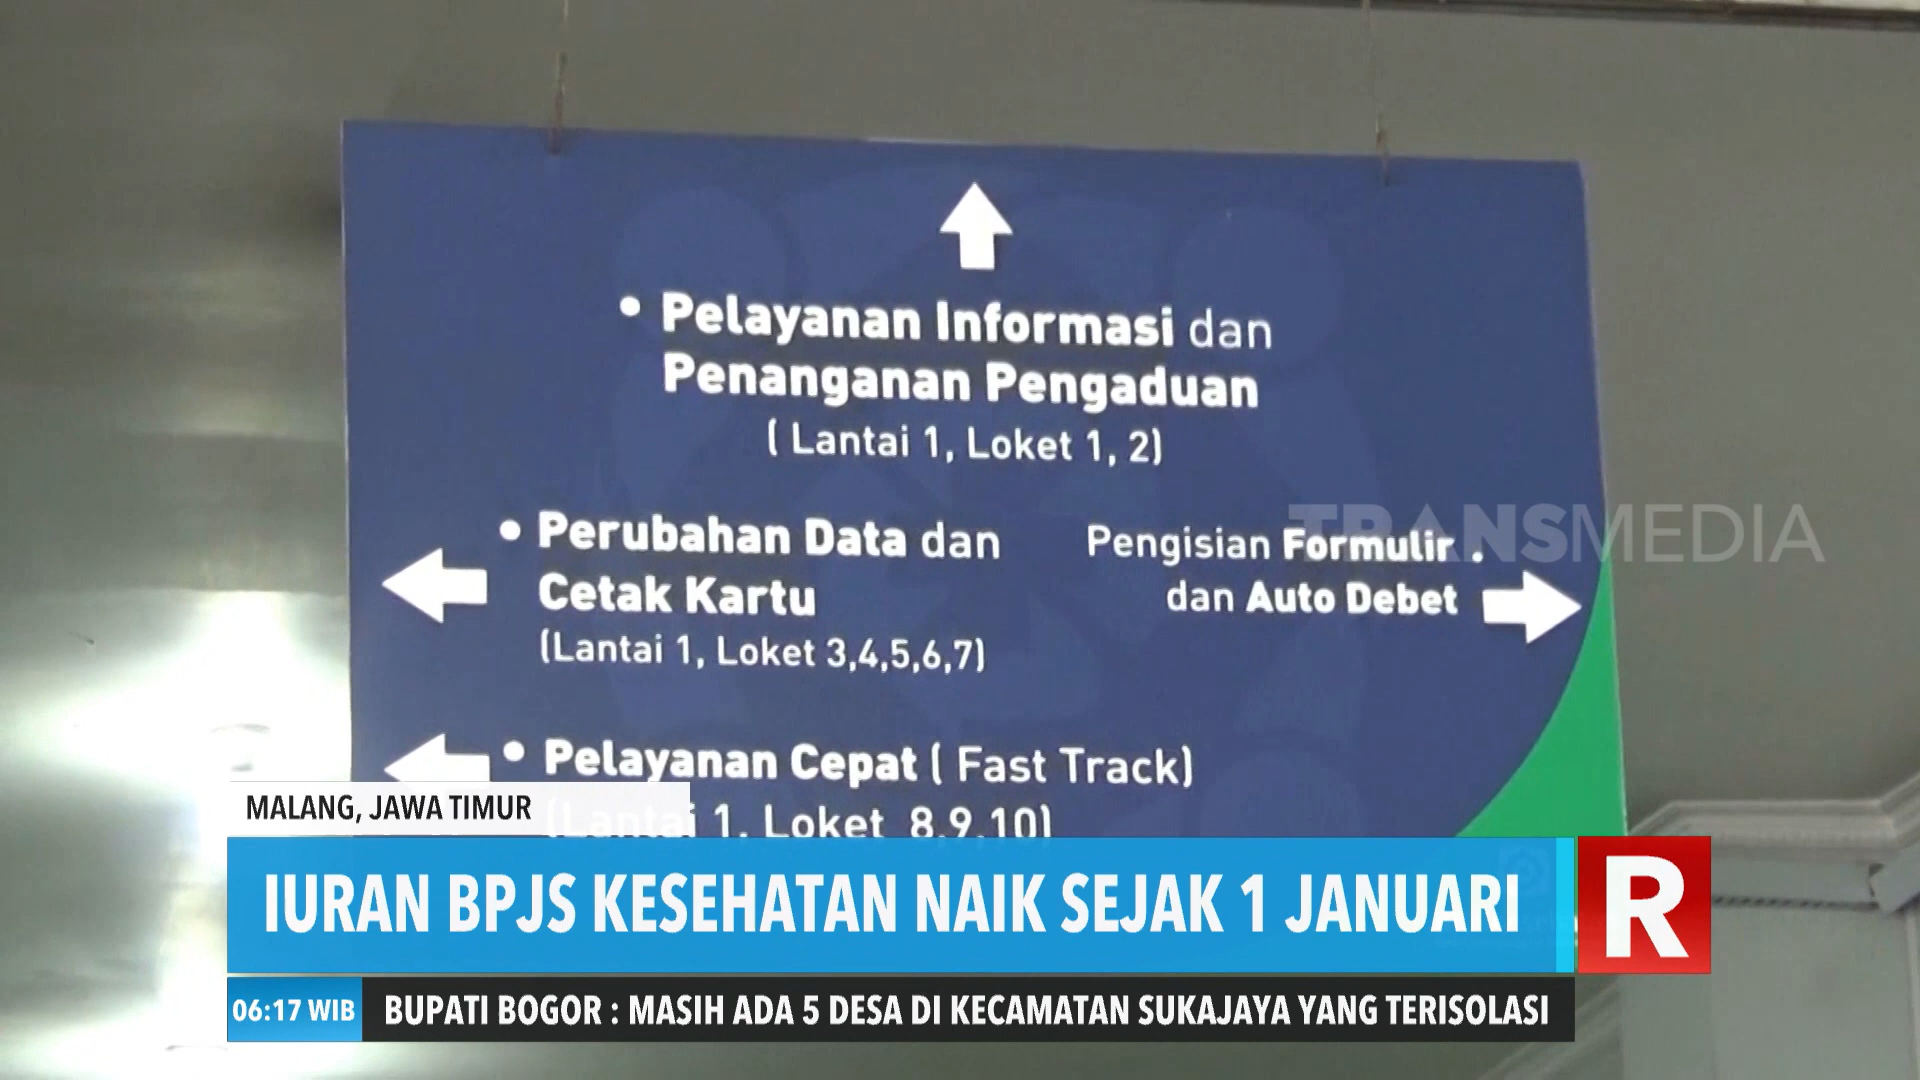 • Pelayanan Informasi dan
Penanganan Pengaduan
( Lantai 1, Loket 1, 2)
• Perubahan Data dan
Cetak Kartu
(Lantai 1, Loket 3,4,5,6,7)
Pengisian Formulir .
dan Auto Debet
TRANSMEDIA
• Pelayanan Cepat ( Fast Track)
(Lantai 1, Loket 8,9,10)
MALANG, JAWA TIMUR
IURAN BPJS KESEHATAN NAIK SEJAK 1 JANUARI
R
06:17 WIB
BUPATI BOGOR : MASIH ADA 5 DESA DI KECAMATAN SUKAJAYA YANG TERISOLASI